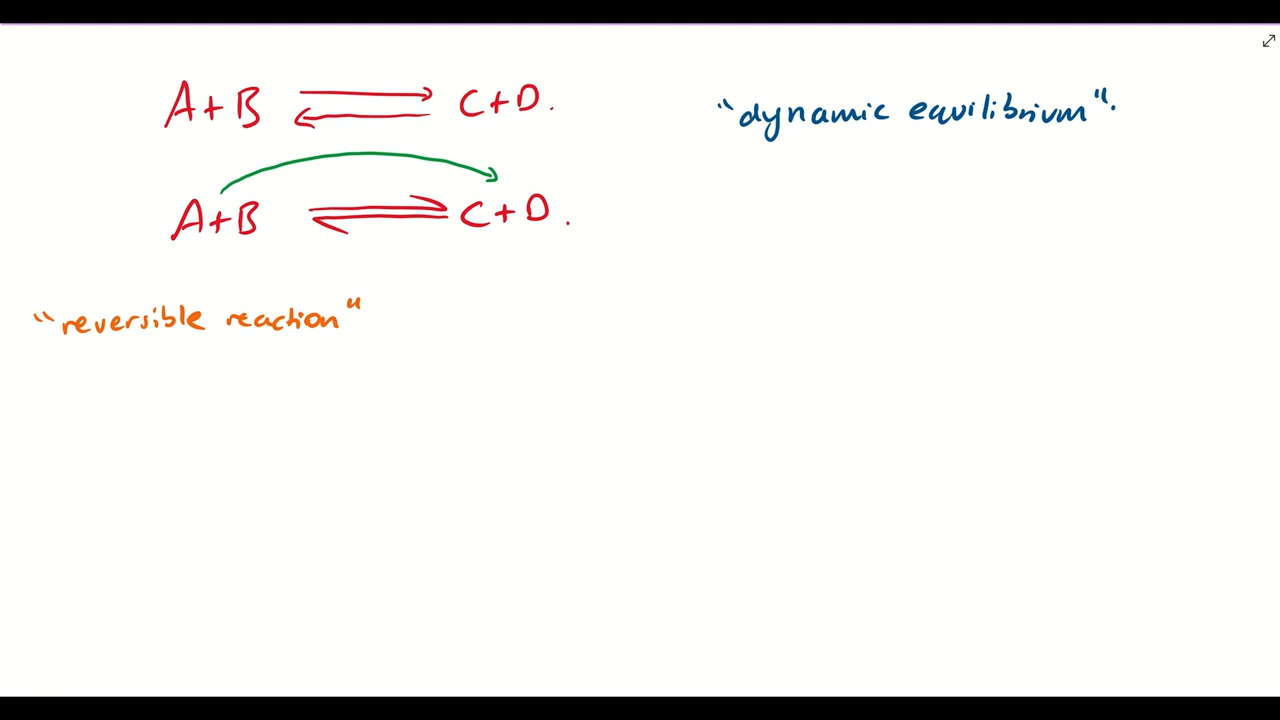 A + B ⇄ C + D.
"dynamic equilibrium".
A + B ⇌ C + D.
"reversible reaction"